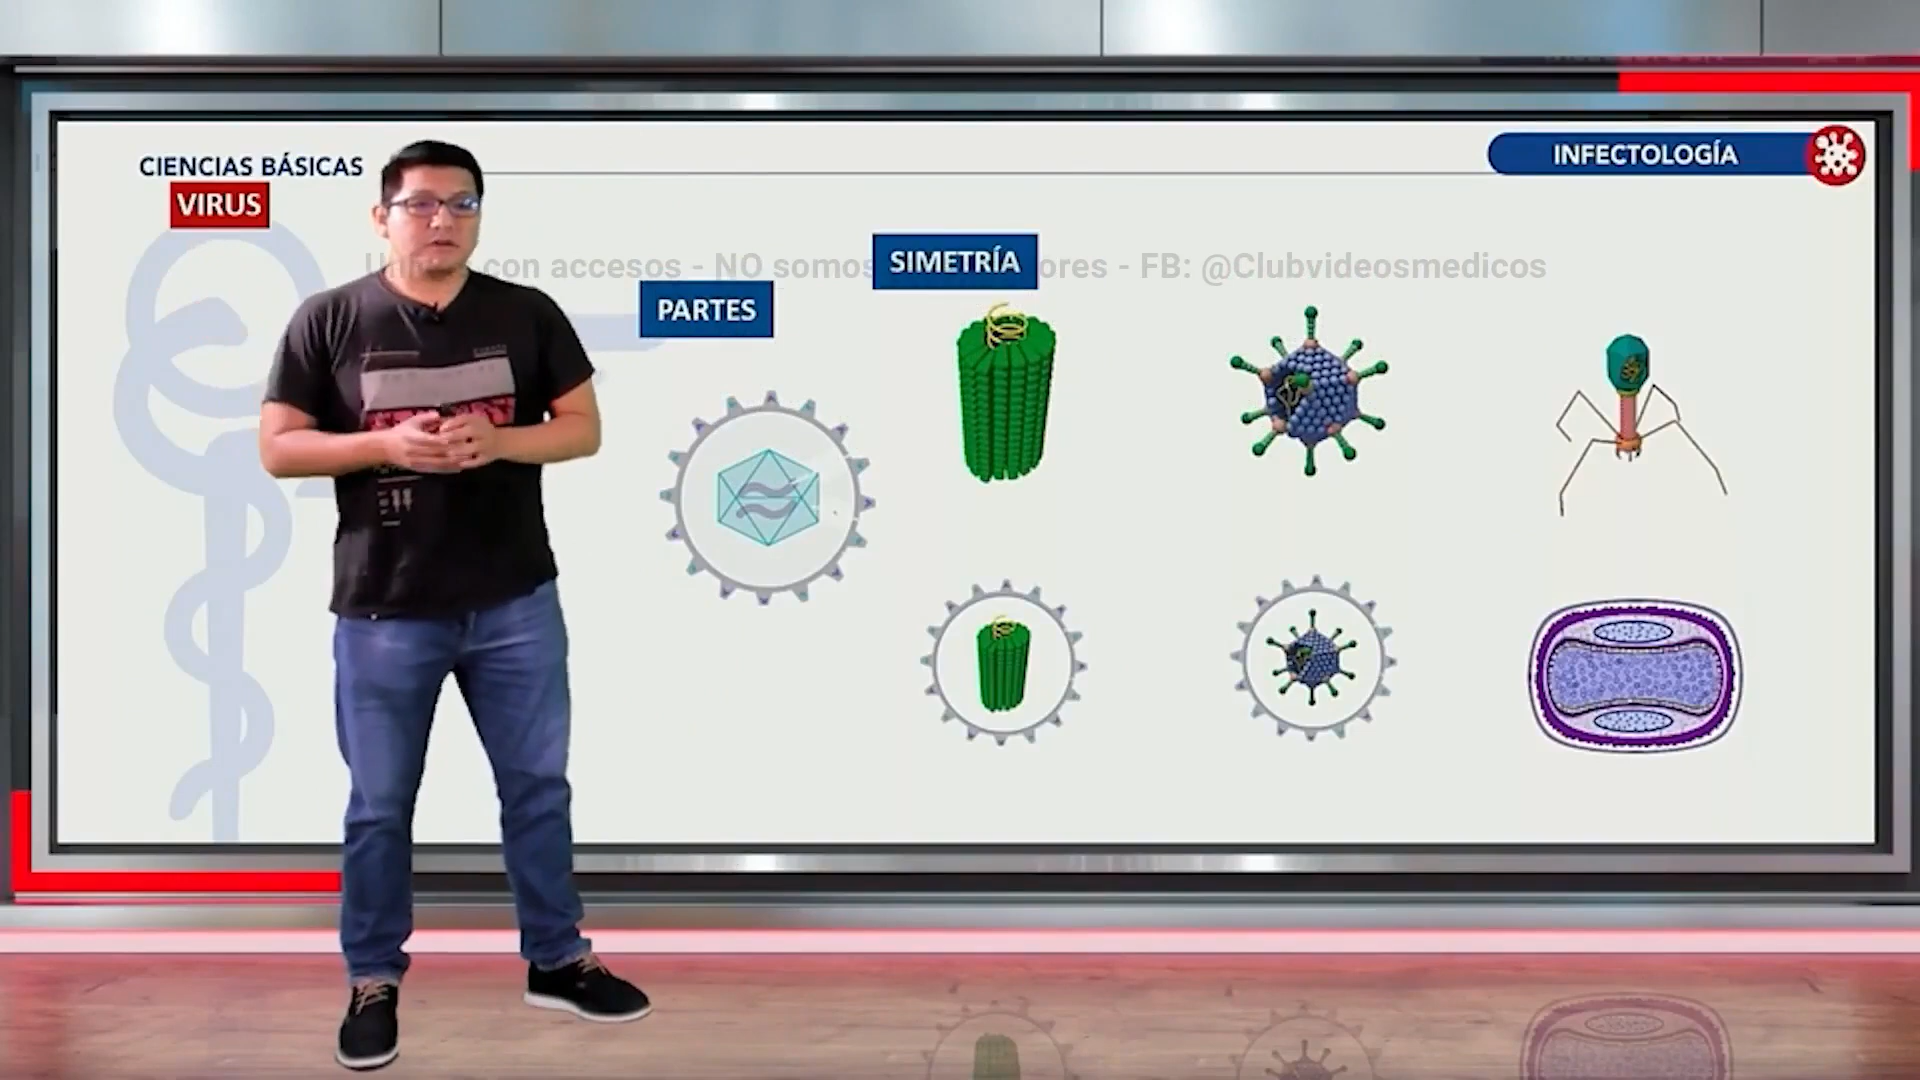 CIENCIAS BÁSICAS
VIRUS
INFECTOLOGÍA
con accesos - NO somos
ores - FB: @Clubvideosmedicos
SIMETRÍA
PARTES